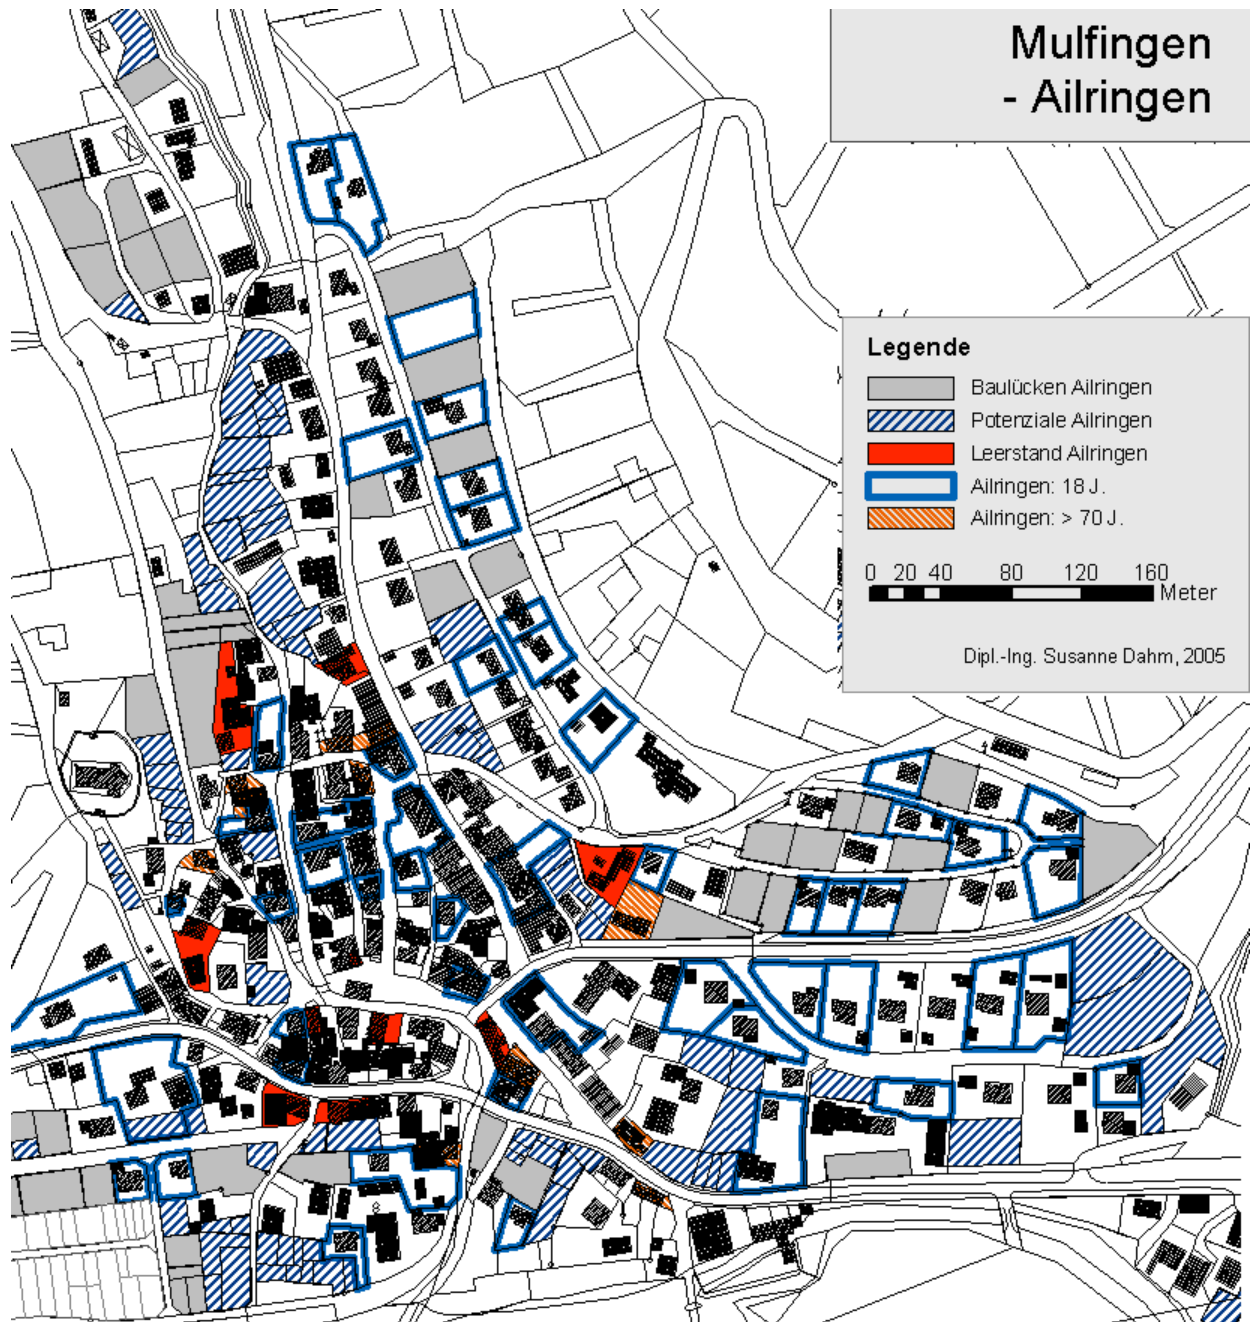 Mulfingen
- Ailringen
Legende
Baulücken Ailringen
Potenziale Ailringen
Leerstand Ailringen
Ailringen: 18 J.
Ailringen: > 70 J.
0 20 40 80 120 160
Meter
Dipl.-Ing. Susanne Dahm, 2005